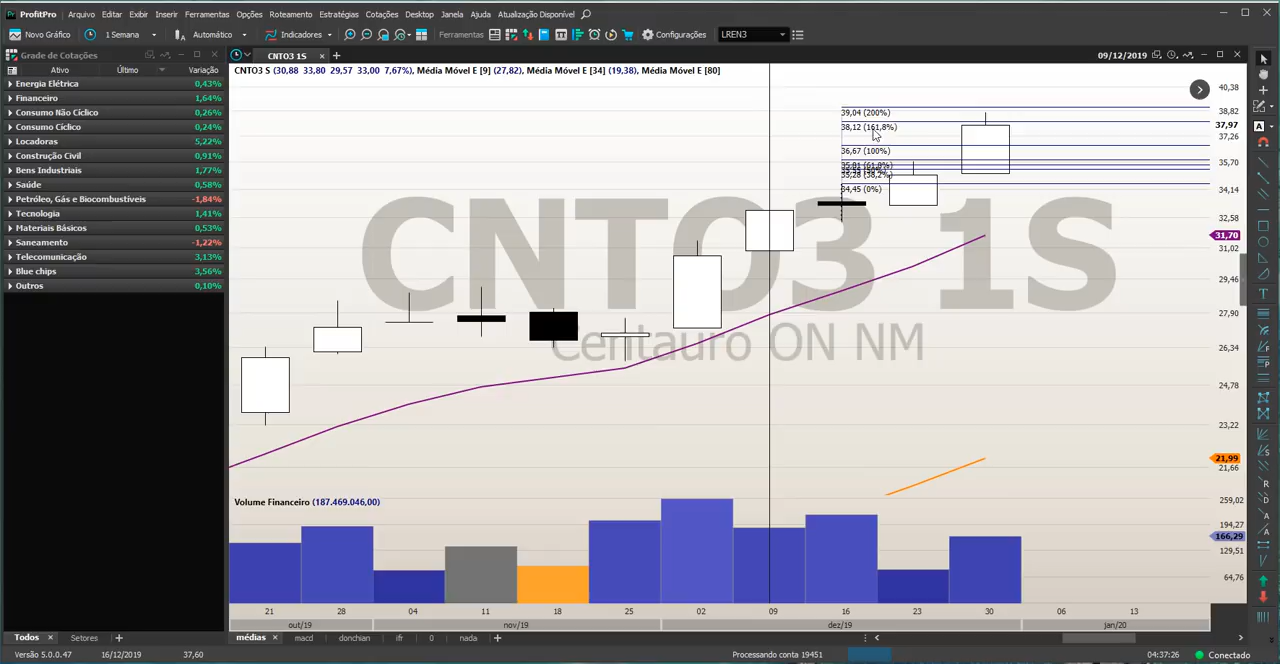 ProfitPro Arquivo Editar Exibir Inserir Ferramentas Opções Roteamento Estratégias Cotações Desktop Janela Ajuda Atualização Disponível
Novo Gráfico 1 Semana Automático Indicadores Ferramentas Configurações LREN3
Grade de Cotações
CNTO3 1S
09/12/2019
Ativo Último Variação
CNTO3 S (30,88 33,80 29,57 33,00 7,67%), Média Móvel E [9] (27,82), Média Móvel E [34] (19,38), Média Móvel E [80]
Energia Elétrica 0,43%
Financeiro 1,64%
Consumo Não Cíclico 0,26%
Consumo Cíclico 0,24%
Locadoras 5,22%
Construção Civil 0,91%
Bens Industriais 1,77%
Saúde 0,58%
Petróleo, Gás e Biocombustíveis -1,84%
Tecnologia 1,41%
Materiais Básicos 0,53%
Saneamento -1,22%
Telecomunicação 3,13%
Blue chips 3,56%
Outros 0,10%
39,04 (200%)
38,12 (161,8%)
36,67 (100%)
35,28 (38,2%)
34,45 (0%)
CNTO3 1S
Centauro ON NM
40,38
38,82
37,97
37,26
35,70
34,14
32,58
31,70
31,02
29,46
27,90
26,34
24,78
23,22
21,99
21,66
Volume Financeiro (187.469.046,00)
259,02
194,27
166,29
129,51
64,76
21 28 04 11 18 25 02 09 16 23 30 06 13
out/19 nov/19 dez/19 jan/20
Todos Setores
médias macd donchian ifr 0 nada
Versão 5.0.0.47 16/12/2019 37,60 Processando conta 19451 04:37:26 Conectado